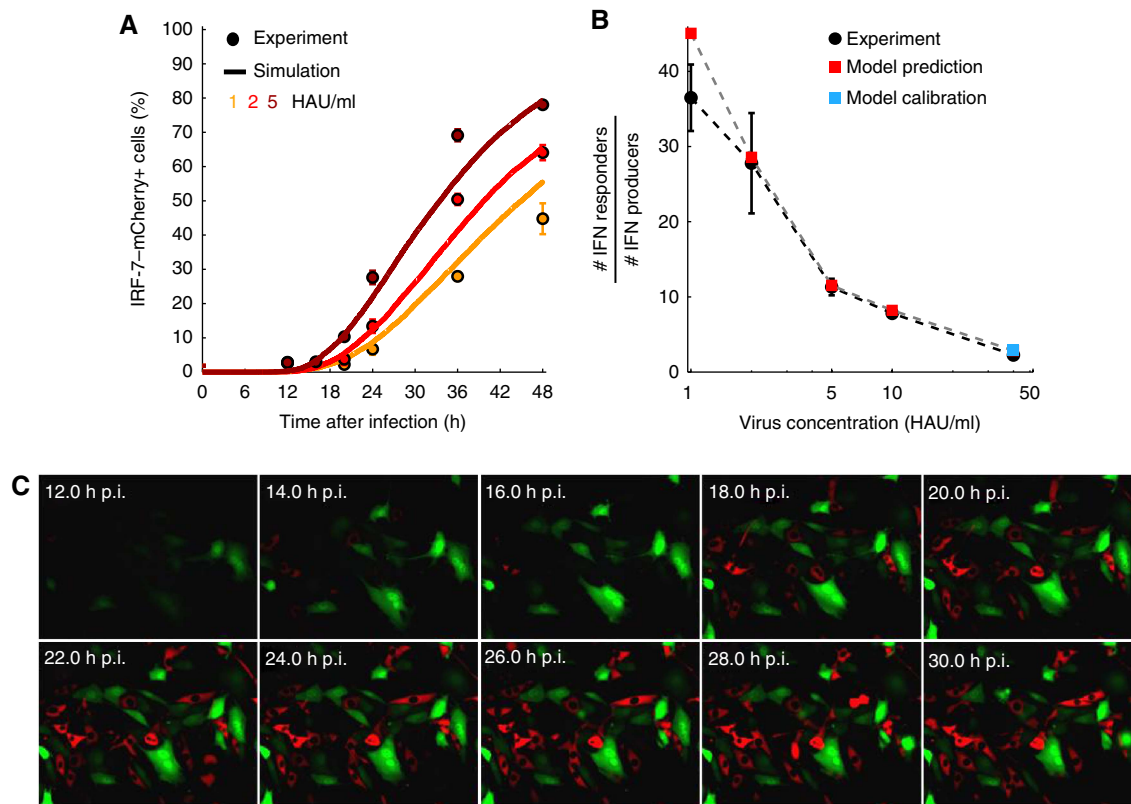 A
Experiment
Simulation
1 2 5 HAU/ml
IRF-7–mCherry+ cells (%)
100
90
80
70
60
50
40
30
20
10
0
0 6 12 18 24 30 36 42 48
Time after infection (h)
B
Experiment
Model prediction
Model calibration
# IFN responders
# IFN producers
40
30
20
10
0
1 5 10 50
Virus concentration (HAU/ml)
C
12.0 h p.i.
14.0 h p.i.
16.0 h p.i.
18.0 h p.i.
20.0 h p.i.
22.0 h p.i.
24.0 h p.i.
26.0 h p.i.
28.0 h p.i.
30.0 h p.i.